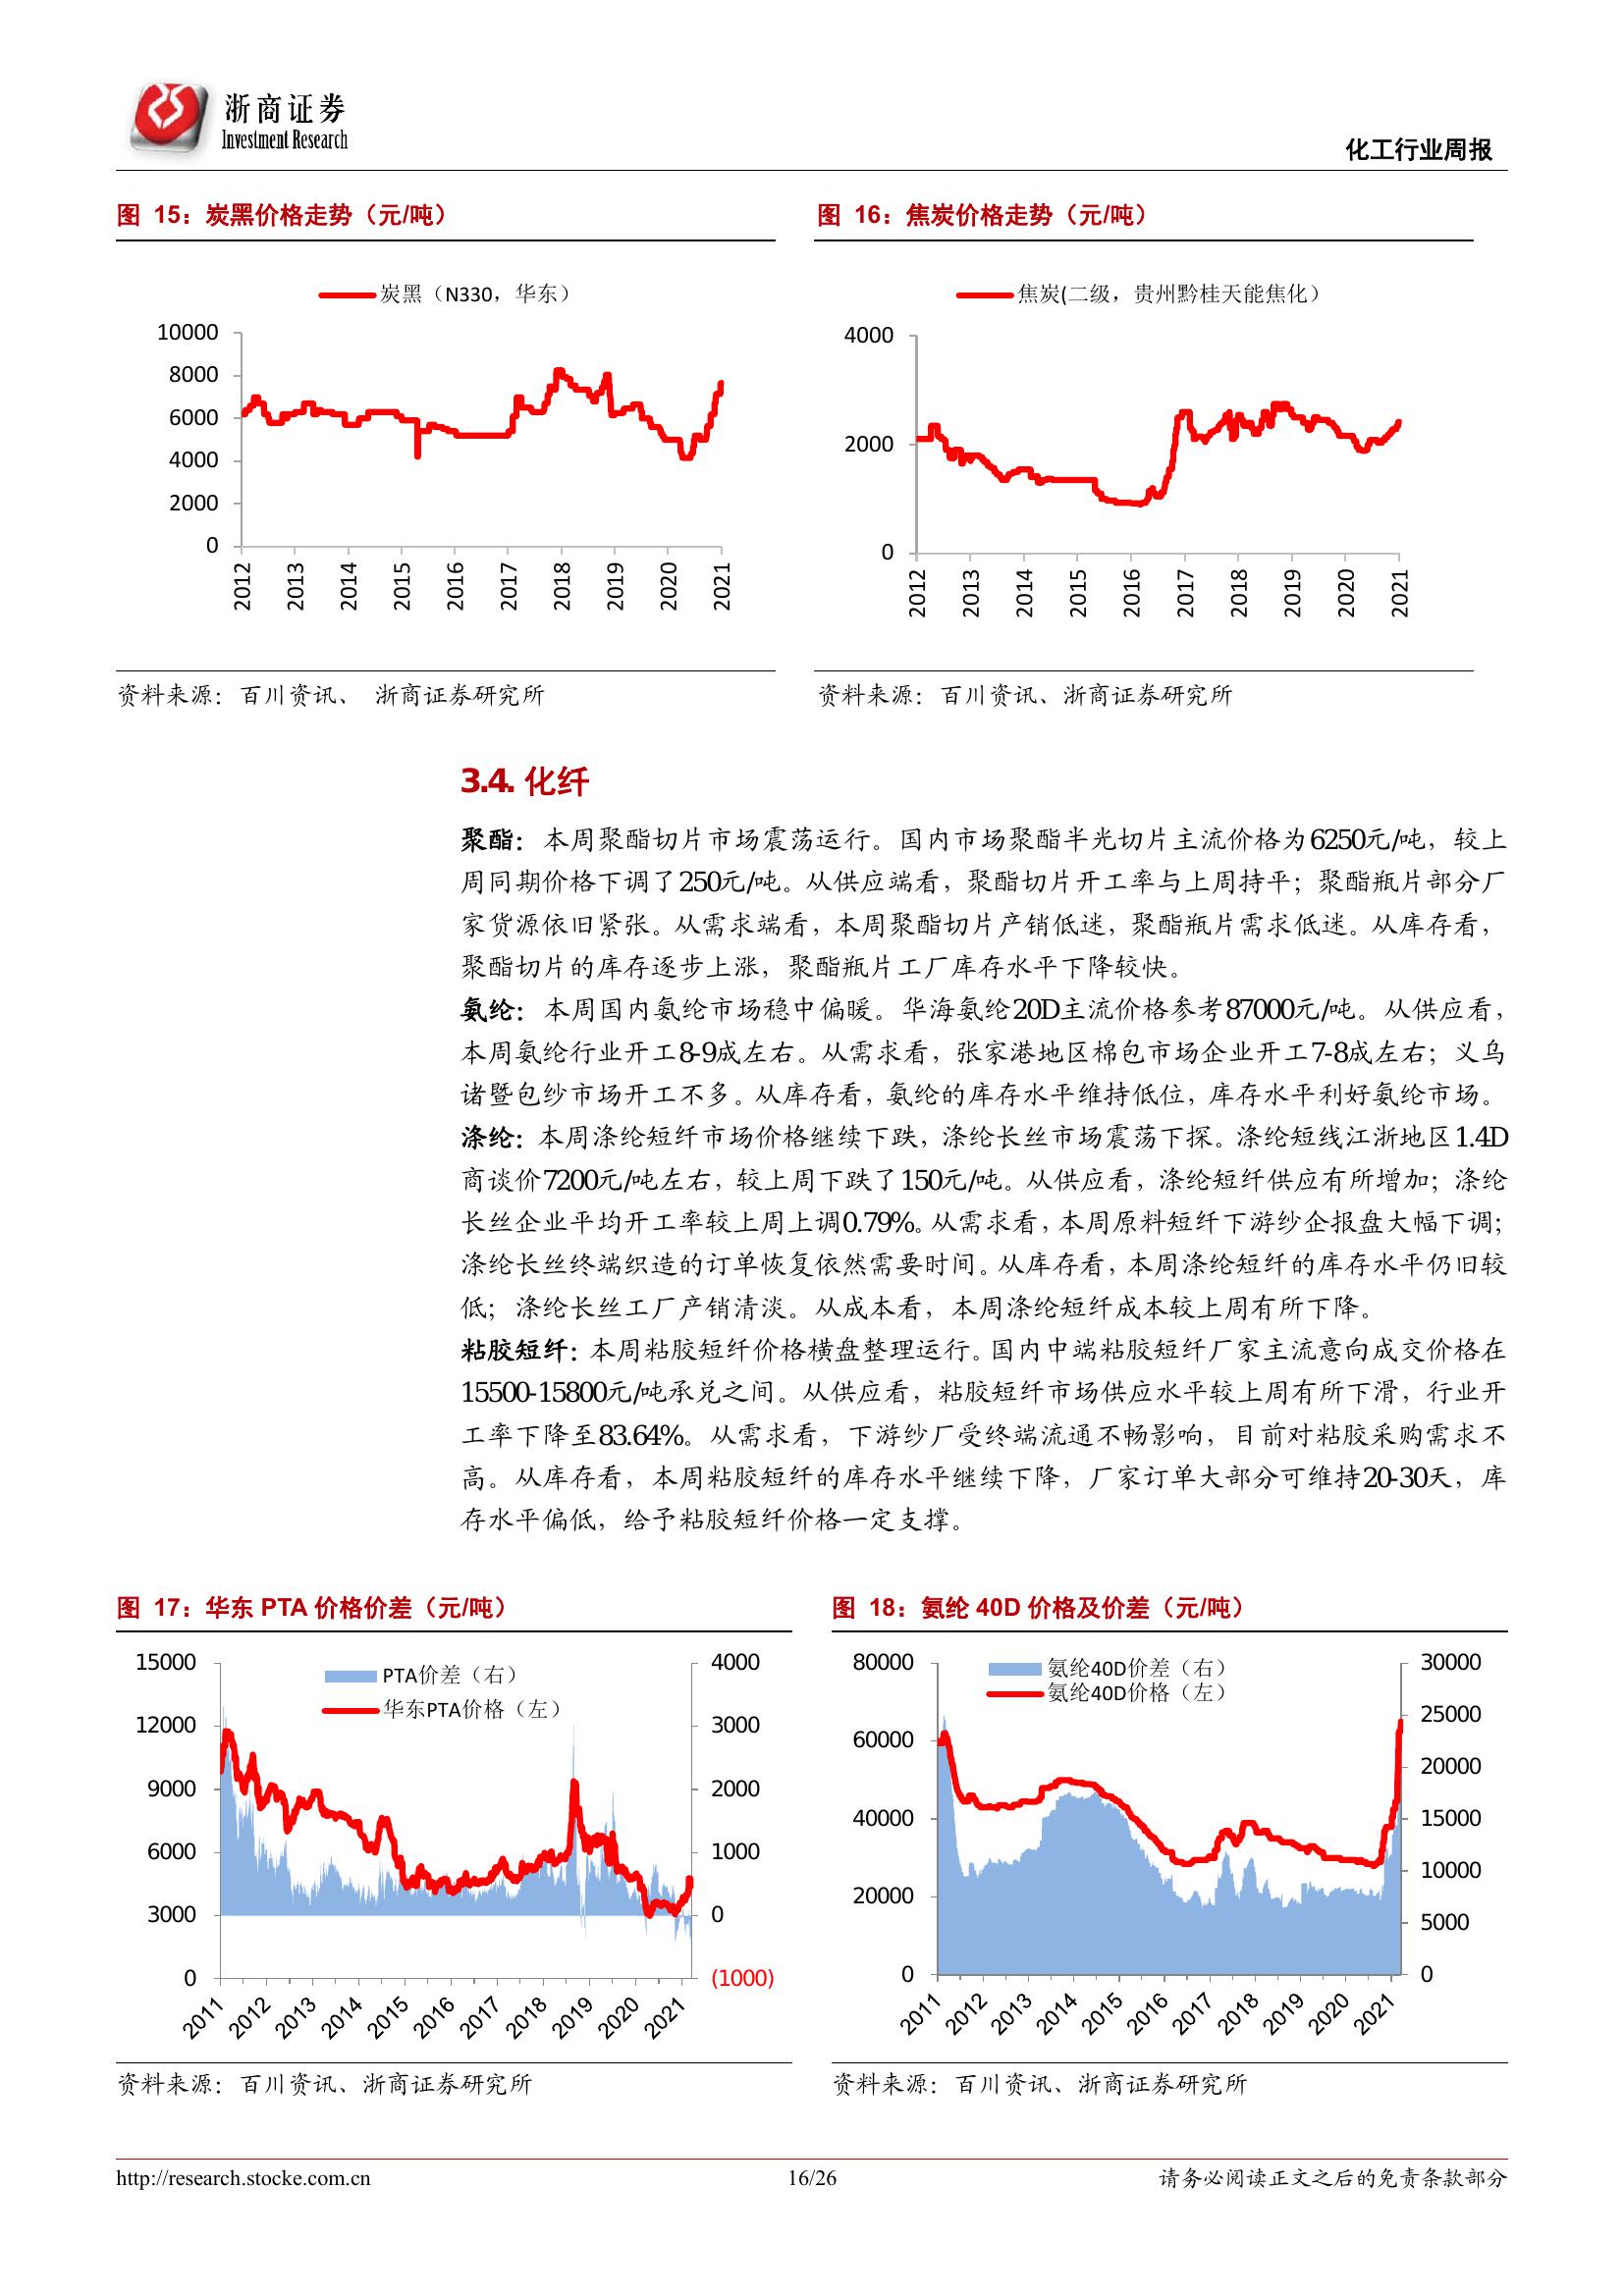 浙商证券
Investment Research
化工行业周报
图 15：炭黑价格走势（元/吨）
图 16：焦炭价格走势（元/吨）
炭黑（N330，华东）
10000
8000
6000
4000
2000
0
2012
2013
2014
2015
2016
2017
2018
2019
2020
2021
焦炭(二级，贵州黔桂天能焦化）
4000
2000
0
2012
2013
2014
2015
2016
2017
2018
2019
2020
2021
资料来源：百川资讯、 浙商证券研究所
资料来源：百川资讯、浙商证券研究所
3.4. 化纤
聚酯：本周聚酯切片市场震荡运行。国内市场聚酯半光切片主流价格为6250元/吨，较上
周同期价格下调了250元/吨。从供应端看，聚酯切片开工率与上周持平；聚酯瓶片部分厂
家货源依旧紧张。从需求端看，本周聚酯切片产销低迷，聚酯瓶片需求低迷。从库存看，
聚酯切片的库存逐步上涨，聚酯瓶片工厂库存水平下降较快。
氨纶：本周国内氨纶市场稳中偏暖。华海氨纶20D主流价格参考87000元/吨。从供应看，
本周氨纶行业开工8-9成左右。从需求看，张家港地区棉包市场企业开工7-8成左右；义乌
诸暨包纱市场开工不多。从库存看，氨纶的库存水平维持低位，库存水平利好氨纶市场。
涤纶：本周涤纶短纤市场价格继续下跌，涤纶长丝市场震荡下探。涤纶短线江浙地区1.4D
商谈价7200元/吨左右，较上周下跌了150元/吨。从供应看，涤纶短纤供应有所增加；涤纶
长丝企业平均开工率较上周上调0.79%。从需求看，本周原料短纤下游纱企报盘大幅下调；
涤纶长丝终端织造的订单恢复依然需要时间。从库存看，本周涤纶短纤的库存水平仍旧较
低；涤纶长丝工厂产销清淡。从成本看，本周涤纶短纤成本较上周有所下降。
粘胶短纤：本周粘胶短纤价格横盘整理运行。国内中端粘胶短纤厂家主流意向成交价格在
15500-15800元/吨承兑之间。从供应看，粘胶短纤市场供应水平较上周有所下滑，行业开
工率下降至83.64%。从需求看，下游纱厂受终端流通不畅影响，目前对粘胶采购需求不
高。从库存看，本周粘胶短纤的库存水平继续下降，厂家订单大部分可维持20-30天，库
存水平偏低，给予粘胶短纤价格一定支撑。
图 17：华东 PTA 价格价差（元/吨）
图 18：氨纶 40D 价格及价差（元/吨）
PTA价差（右）
华东PTA价格（左）
15000
12000
9000
6000
3000
0
4000
3000
2000
1000
0
(1000)
2011
2012
2013
2014
2015
2016
2017
2018
2019
2020
2021
氨纶40D价差（右）
氨纶40D价格（左）
80000
60000
40000
20000
0
30000
25000
20000
15000
10000
5000
0
2011
2012
2013
2014
2015
2016
2017
2018
2019
2020
2021
资料来源：百川资讯、浙商证券研究所
资料来源：百川资讯、浙商证券研究所
http://research.stocke.com.cn
16/26
请务必阅读正文之后的免责条款部分